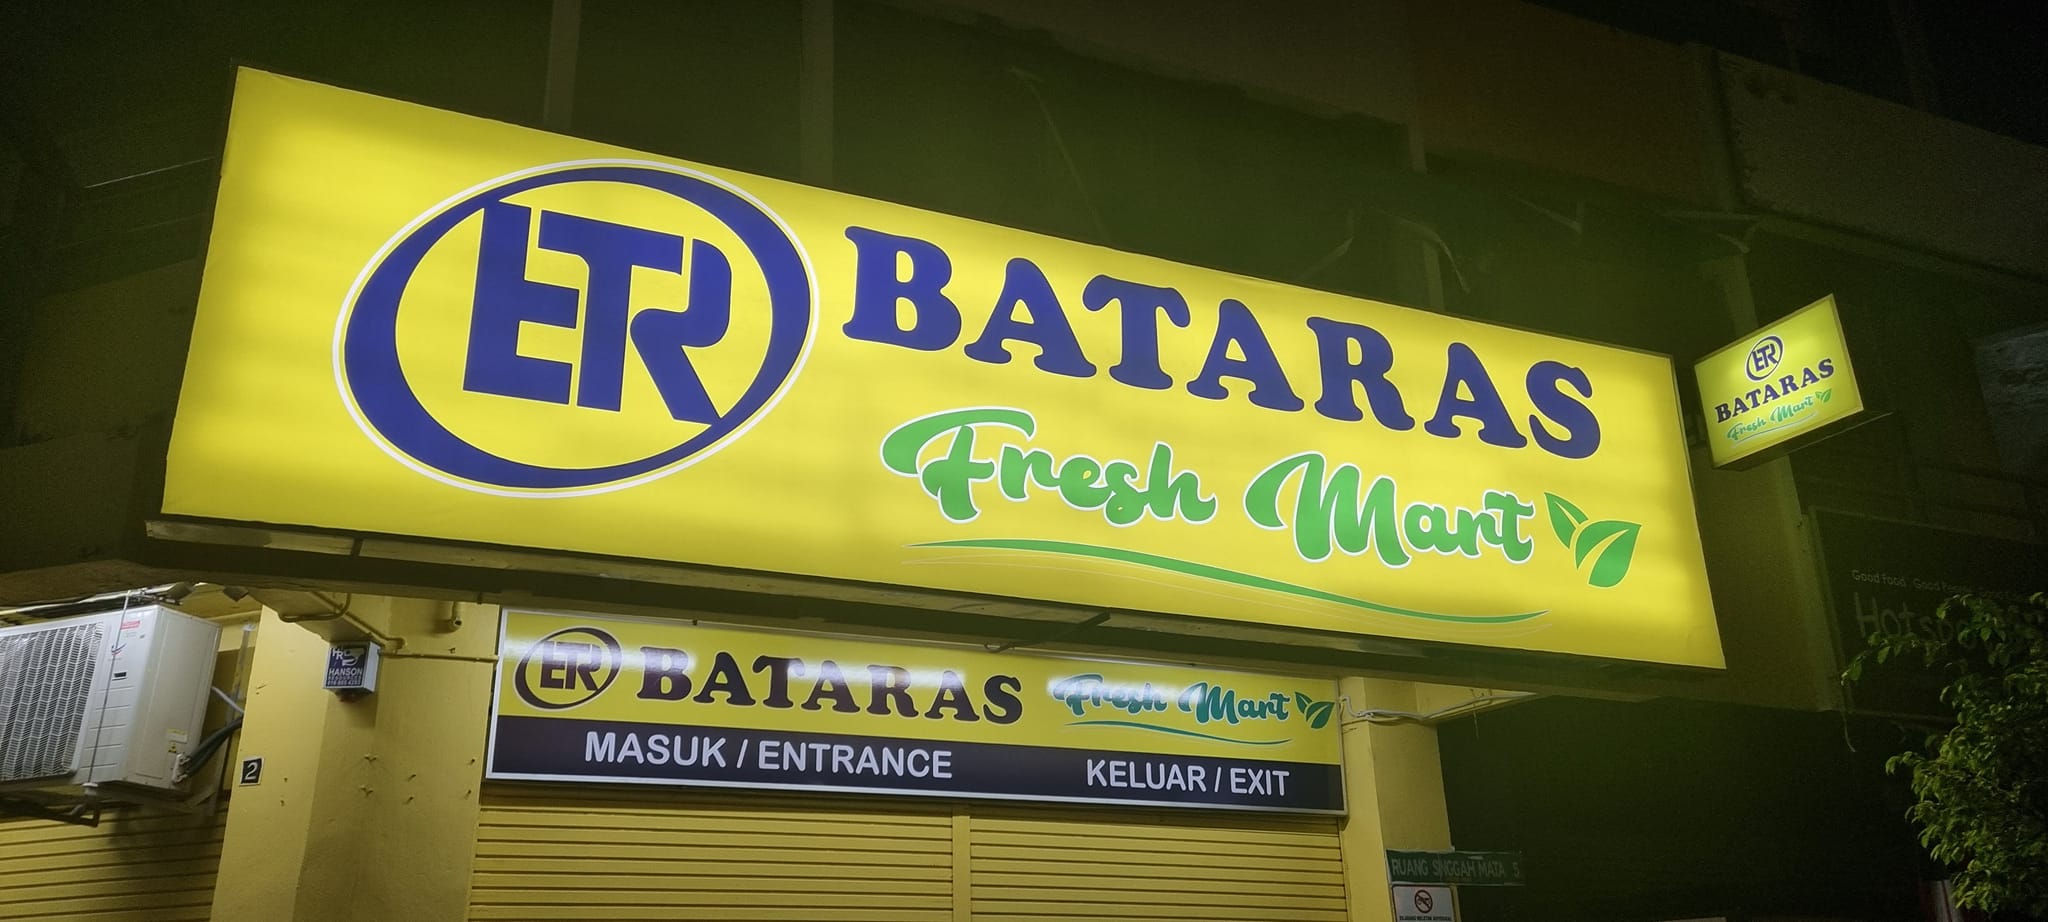 ETR
BATARAS
Fresh Mart
ETR
BATARAS
Fresh Mart
ETR BATARAS Fresh Mart
MASUK / ENTRANCE KELUAR / EXIT
HANSON
2
Good Food . Good
RUANG SINGGAH MATA 5